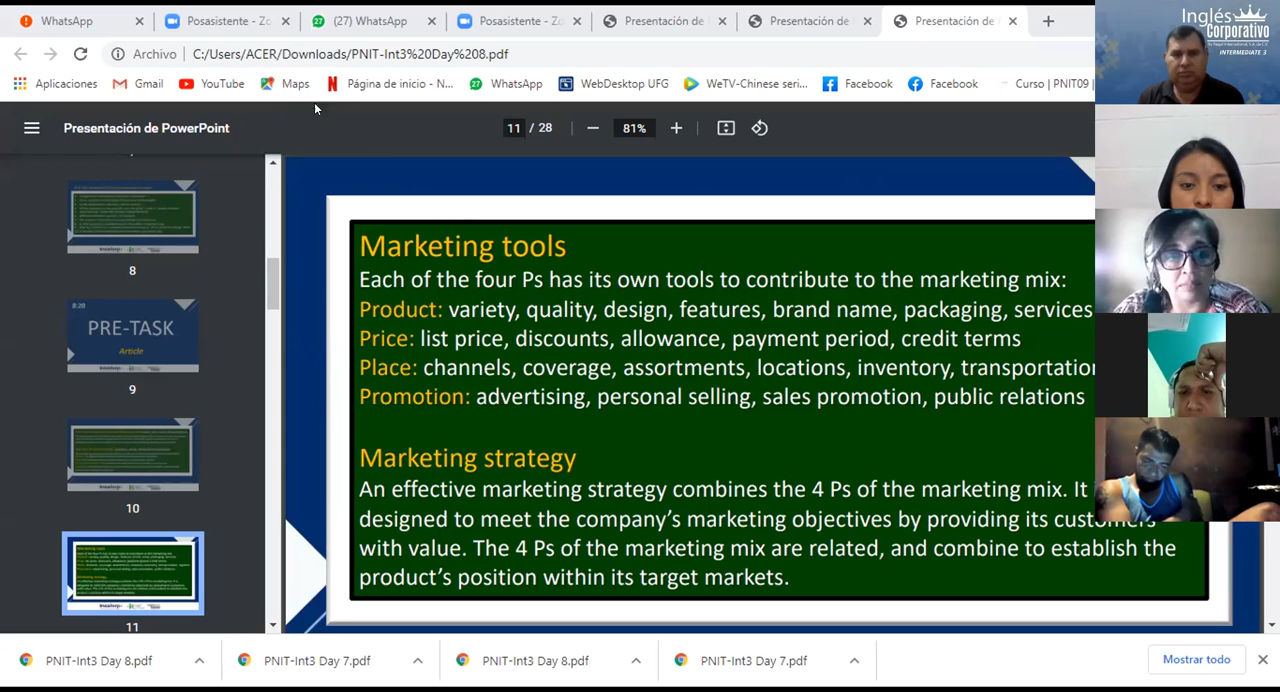 WhatsApp
Posasistente - Zo
(27) WhatsApp
Posasistente - Zo
Presentación de
Presentación de
Presentación de
Archivo
C:/Users/ACER/Downloads/PNIT-Int3%20Day%208.pdf
Aplicaciones
Gmail
YouTube
Maps
Página de inicio - N...
WhatsApp
WebDesktop UFG
WeTV-Chinese seri...
Facebook
Facebook
Curso | PNIT09
Presentación de PowerPoint
11 / 28
81%
8
8:20
PRE-TASK
Article
9
10
11
Marketing tools
Each of the four Ps has its own tools to contribute to the marketing mix:
Product: variety, quality, design, features, brand name, packaging, services
Price: list price, discounts, allowance, payment period, credit terms
Place: channels, coverage, assortments, locations, inventory, transportation
Promotion: advertising, personal selling, sales promotion, public relations
Marketing strategy
An effective marketing strategy combines the 4 Ps of the marketing mix. It
designed to meet the company's marketing objectives by providing its customers
with value. The 4 Ps of the marketing mix are related, and combine to establish the
product's position within its target markets.
Inglés
Corporativo
INTERMEDIATE 3
PNIT-Int3 Day 8.pdf
PNIT-Int3 Day 7.pdf
PNIT-Int3 Day 8.pdf
PNIT-Int3 Day 7.pdf
Mostrar todo